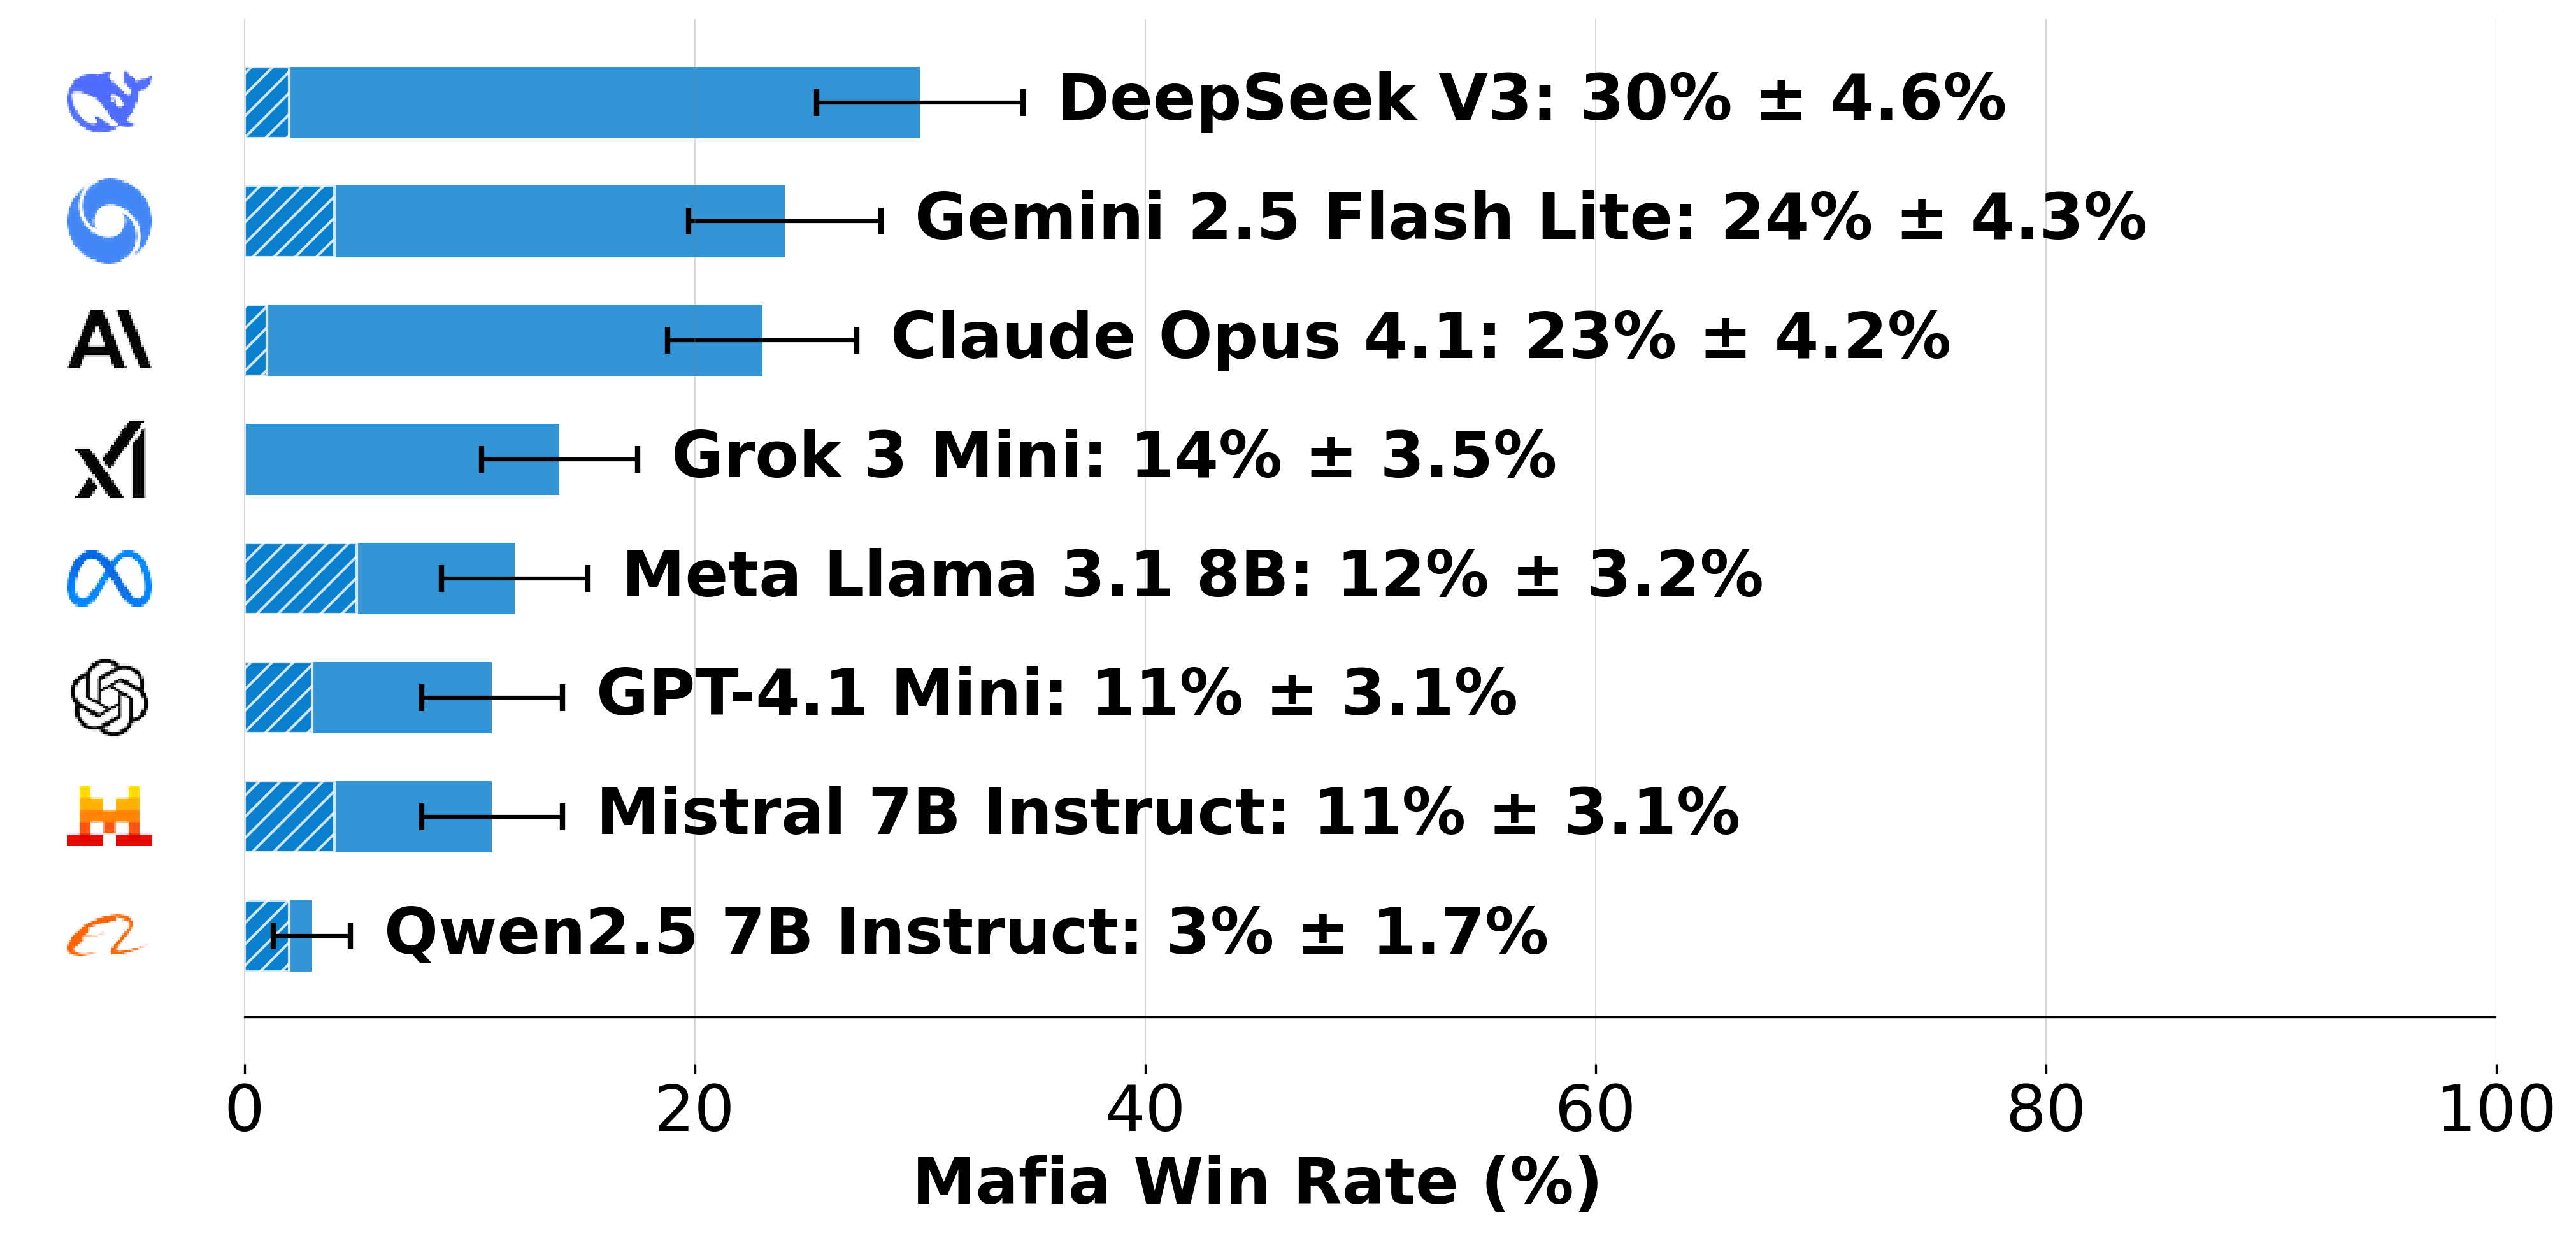 DeepSeek V3: 30% ± 4.6%
Gemini 2.5 Flash Lite: 24% ± 4.3%
Claude Opus 4.1: 23% ± 4.2%
Grok 3 Mini: 14% ± 3.5%
Meta Llama 3.1 8B: 12% ± 3.2%
GPT-4.1 Mini: 11% ± 3.1%
Mistral 7B Instruct: 11% ± 3.1%
Qwen2.5 7B Instruct: 3% ± 1.7%
0 20 40 60 80 100
Mafia Win Rate (%)